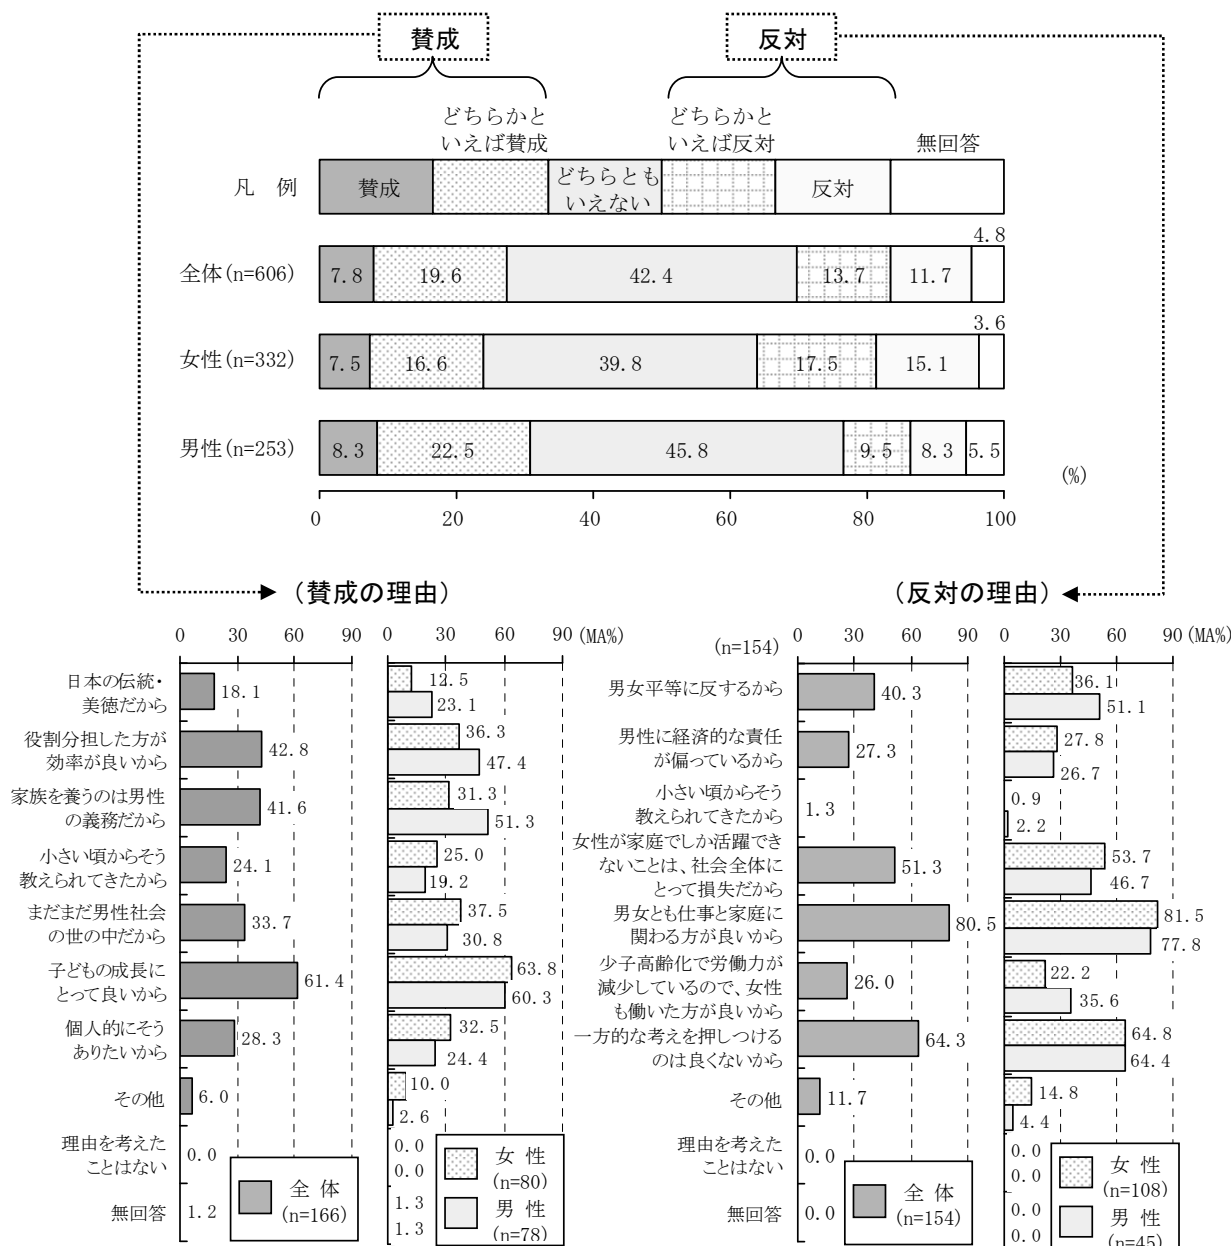 賛成
反対
どちらかと
いえば賛成
どちらかと
いえば反対
無回答
凡 例
賛成
どちらとも
いえない
反対
4.8
全体(n=606)
7.8
19.6
42.4
13.7
11.7
3.6
女性(n=332)
7.5
16.6
39.8
17.5
15.1
男性(n=253)
8.3
22.5
45.8
9.5
8.3
5.5
(%)
0
20
40
60
80
100
(賛成の理由)
0
30
60
90
0
30
60
90
(MA%)
日本の伝統・
美徳だから
18.1
12.5
23.1
役割分担した方が
効率が良いから
42.8
36.3
47.4
家族を養うのは男性
の義務だから
41.6
31.3
51.3
小さい頃からそう
教えられてきたから
24.1
25.0
19.2
まだまだ男性社会
の世の中だから
33.7
37.5
30.8
子どもの成長に
とって良いから
61.4
63.8
60.3
個人的にそう
ありたいから
28.3
32.5
24.4
その他
6.0
10.0
2.6
理由を考えた
ことはない
0.0
0.0
0.0
無回答
1.2
1.3
1.3
全 体
(n=166)
女 性
(n=80)
男 性
(n=78)
(反対の理由)
(n=154)
0
30
60
90
0
30
60
90
(MA%)
男女平等に反するから
40.3
36.1
51.1
男性に経済的な責任
が偏っているから
27.3
27.8
26.7
小さい頃からそう
教えられてきたから
1.3
0.9
2.2
女性が家庭でしか活躍でき
ないことは、社会全体に
とって損失だから
51.3
53.7
46.7
男女とも仕事と家庭に
関わる方が良いから
80.5
81.5
77.8
少子高齢化で労働力が
減少しているので、女性
も働いた方が良いから
26.0
22.2
35.6
一方的な考えを押しつける
のは良くないから
64.3
64.8
64.4
その他
11.7
14.8
4.4
理由を考えた
ことはない
0.0
0.0
0.0
無回答
0.0
0.0
0.0
全 体
(n=154)
女 性
(n=108)
男 性
(n=45)